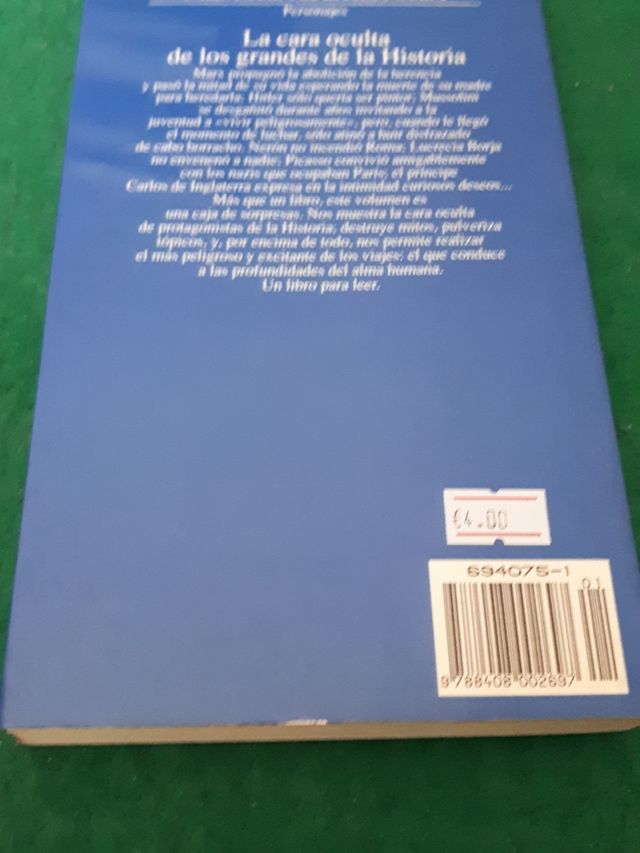 Personajes
La cara oculta
de los grandes de la Historia
Marx propugnó la abolición de la herencia
y pasó la mitad de su vida esperando la muerte de su madre
para heredarla. Hitler sólo quería ser pintor; Mussolini
se desgañitó durante años invitando a la
juventud a «vivir peligrosamente», pero, cuando le llegó
el momento de luchar, sólo atinó a huir disfrazado
de cabo borracho. Nerón no incendió Roma; Lucrecia Borja
no envenenó a nadie; Picasso convivió amigablemente
con los nazis que ocupaban París; el príncipe
Carlos de Inglaterra expresa en la intimidad curiosos deseos...
Más que un libro, este volumen es
una caja de sorpresas. Nos muestra la cara oculta
de protagonistas de la Historia, destruye mitos, pulveriza
tópicos, y, por encima de todo, nos permite realizar
el más peligroso y excitante de los viajes: el que conduce
a las profundidades del alma humana.
Un libro para leer.
€4.00
694075-1
01
9 788408 002697